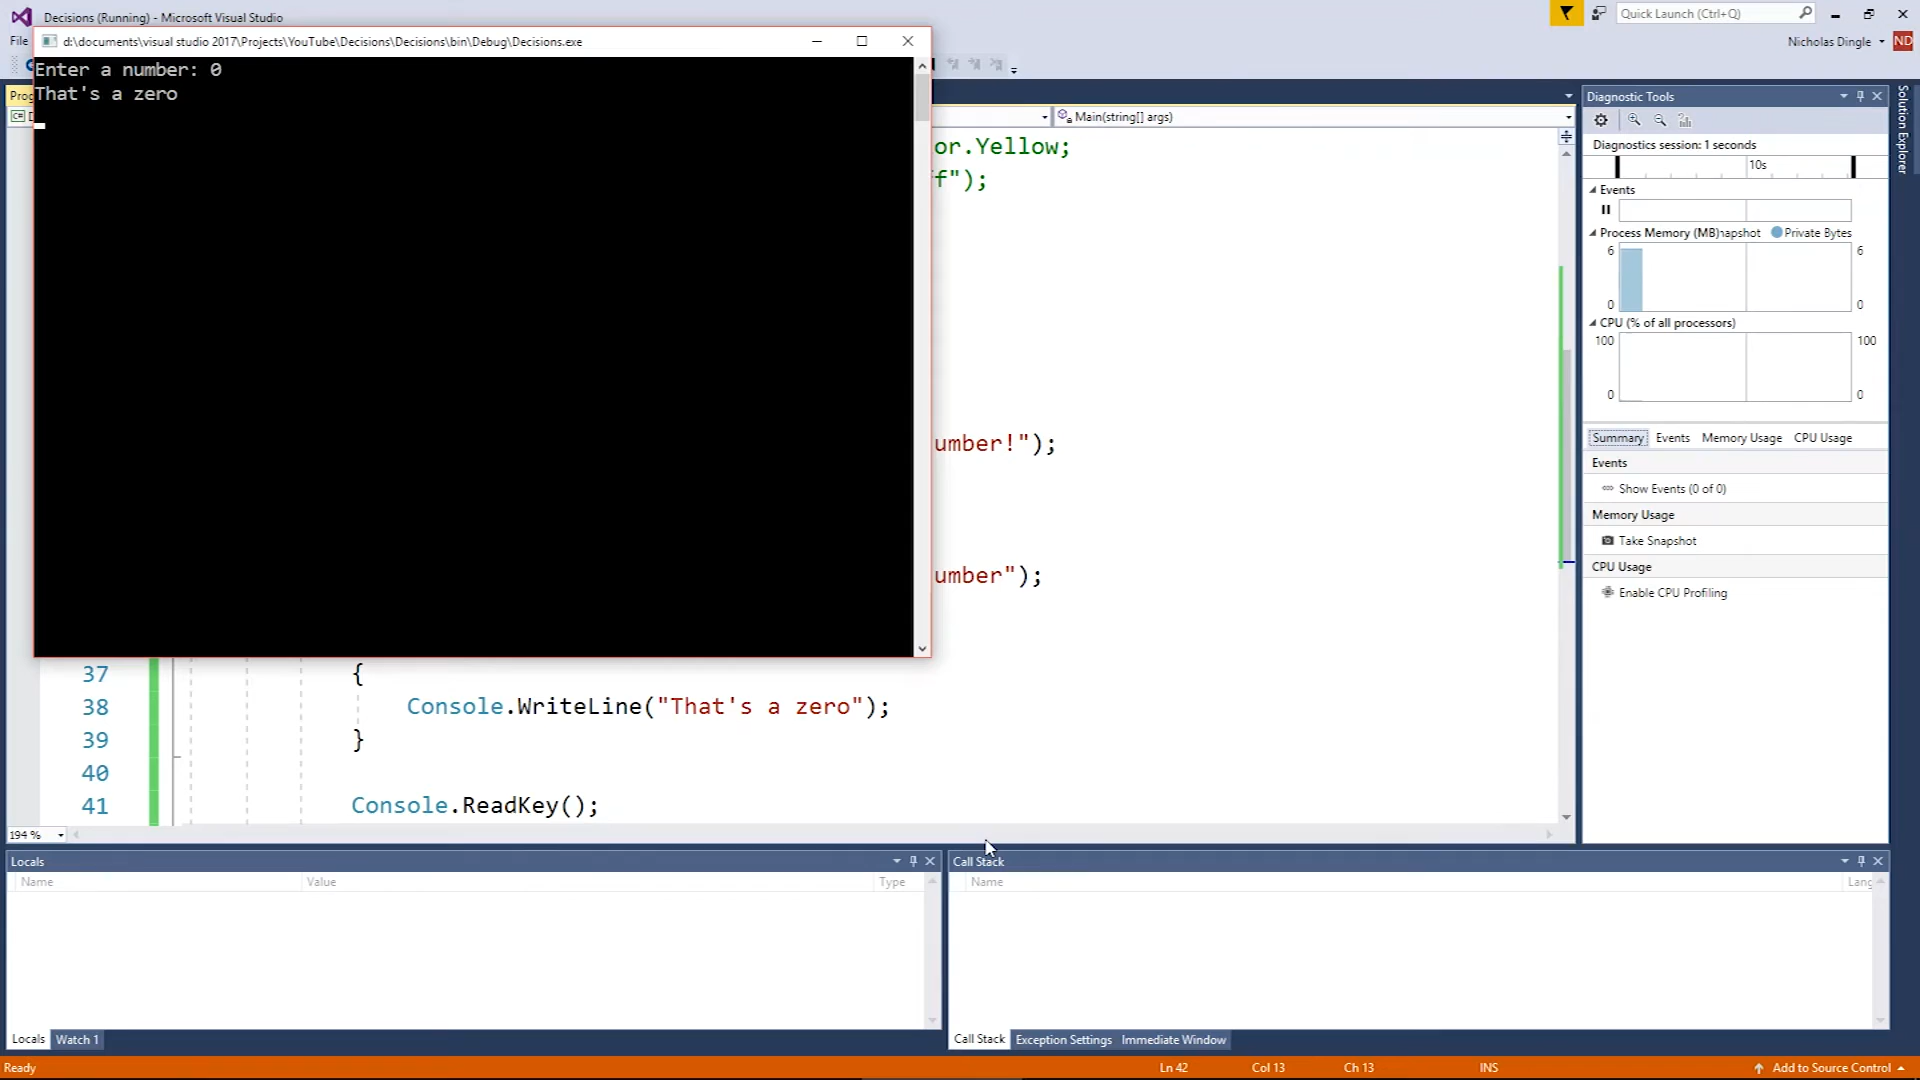 Decisions (Running) - Microsoft Visual Studio
Quick Launch (Ctrl+Q)
File
Nicholas Dingle
ND
d:\documents\visual studio 2017\Projects\YouTube\Decisions\Decisions\bin\Debug\Decisions.exe
Enter a number: 0
That's a zero
Main(string[] args)
or.Yellow;
f");
umber!");
umber");
37 {
38 Console.WriteLine("That's a zero");
39 }
40
41 Console.ReadKey();
194 %
Diagnostic Tools
Diagnostics session: 1 seconds
10s
Events
Process Memory (MB)
napshot
Private Bytes
6 6
0 0
CPU (% of all processors)
100 100
0 0
Summary Events Memory Usage CPU Usage
Events
Show Events (0 of 0)
Memory Usage
Take Snapshot
CPU Usage
Enable CPU Profiling
Solution Explorer
Locals
Name Value Type
Locals Watch 1
Call Stack
Name Lang
Call Stack Exception Settings Immediate Window
Ready Ln 42 Col 13 Ch 13 INS Add to Source Control